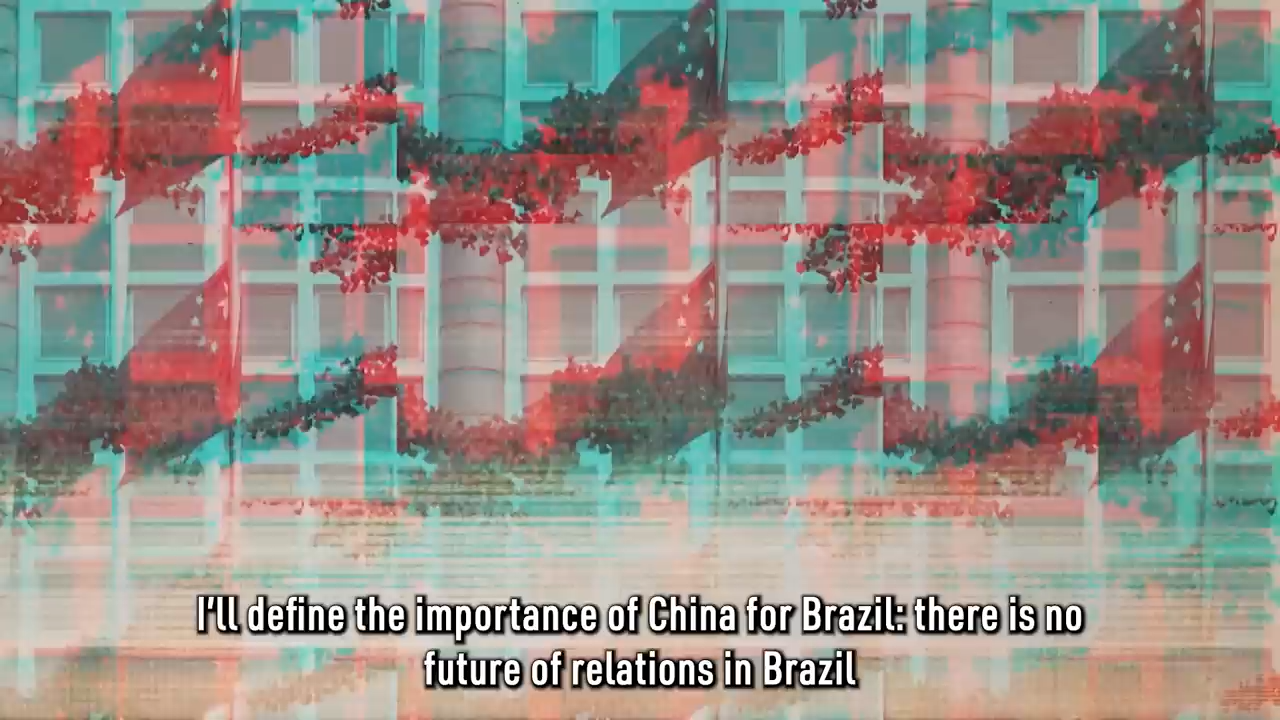 I'll define the importance of China for Brazil: there is no
future of relations in Brazil